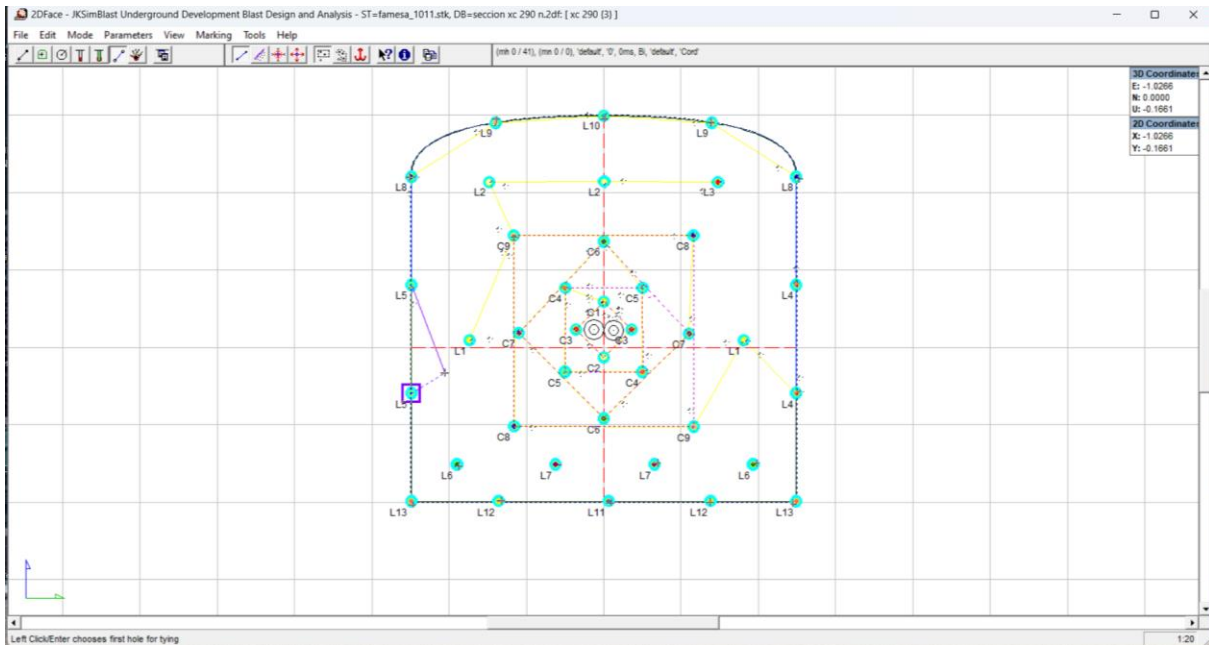 2DFace - JKSimBlast Underground Development Blast Design and Analysis - ST=famesa_1011.stk, DB=seccion xc 290 n.2df: [ xc 290 (3) ]
File Edit Mode Parameters View Marking Tools Help
(mh 0 / 41), (mn 0 / 0), 'default', '0', 0ms, Bi, 'default', 'Cord'
3D Coordinates
E: -1.0266
N: 0.0000
U: -0.1661
2D Coordinates
X: -1.0266
Y: -0.1661
L9 L10 L9
L8 L2 L2 L3 L8
C9 C6 C8
L5 C4 C5 L4
C1
L1 C7 C3 C3 C7 L1
C2
C5 C4
L5 L4
C8 C6 C9
L6 L7 L7 L6
L13 L12 L11 L12 L13
Left Click/Enter chooses first hole for tying
1:20